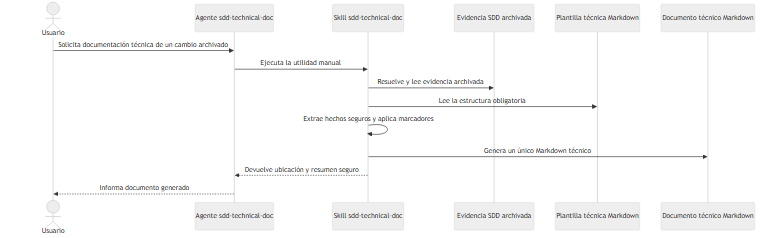 Usuario
Agente sdd-technical-doc
Skill sdd-technical-doc
Evidencia SDD archivada
Plantilla técnica Markdown
Documento técnico Markdown
Solicita documentación técnica de un cambio archivado
Ejecuta la utilidad manual
Resuelve y lee evidencia archivada
Lee la estructura obligatoria
Extrae hechos seguros y aplica marcadores
Genera un único Markdown técnico
Devuelve ubicación y resumen seguro
Informa documento generado
Usuario
Agente sdd-technical-doc
Skill sdd-technical-doc
Evidencia SDD archivada
Plantilla técnica Markdown
Documento técnico Markdown